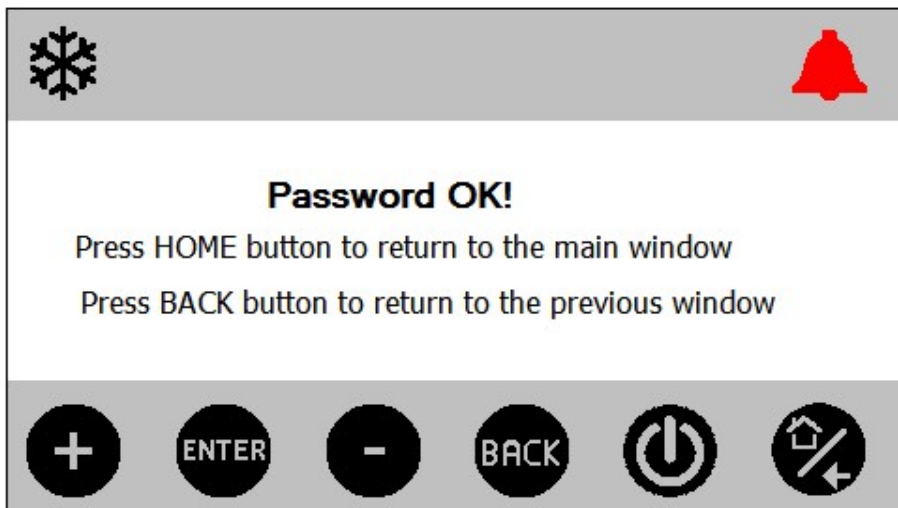 Password OK!
Press HOME button to return to the main window
Press BACK button to return to the previous window
+ ENTER - BACK